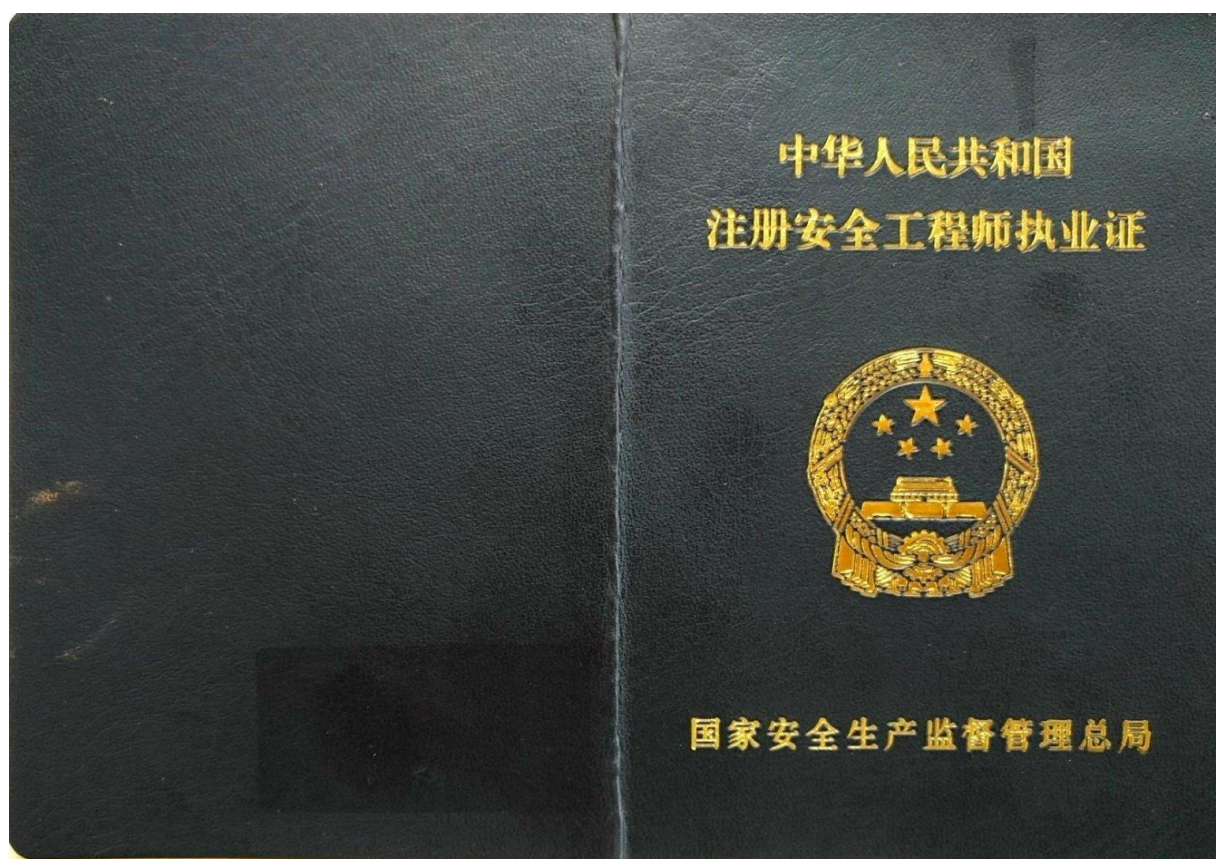 中华人民共和国
注册安全工程师执业证
国家安全生产监督管理总局